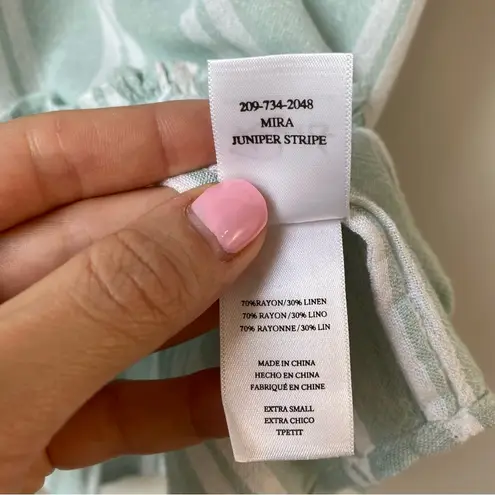 209-734-2048
MIRA
JUNIPER STRIPE
70%RAYON/30% LINEN
70% RAYON/30% LINO
70% RAYONNE/30% LIN
MADE IN CHINA
HECHO EN CHINA
FABRIQUÉ EN CHINE
EXTRA SMALL
EXTRA CHICO
TPETIT